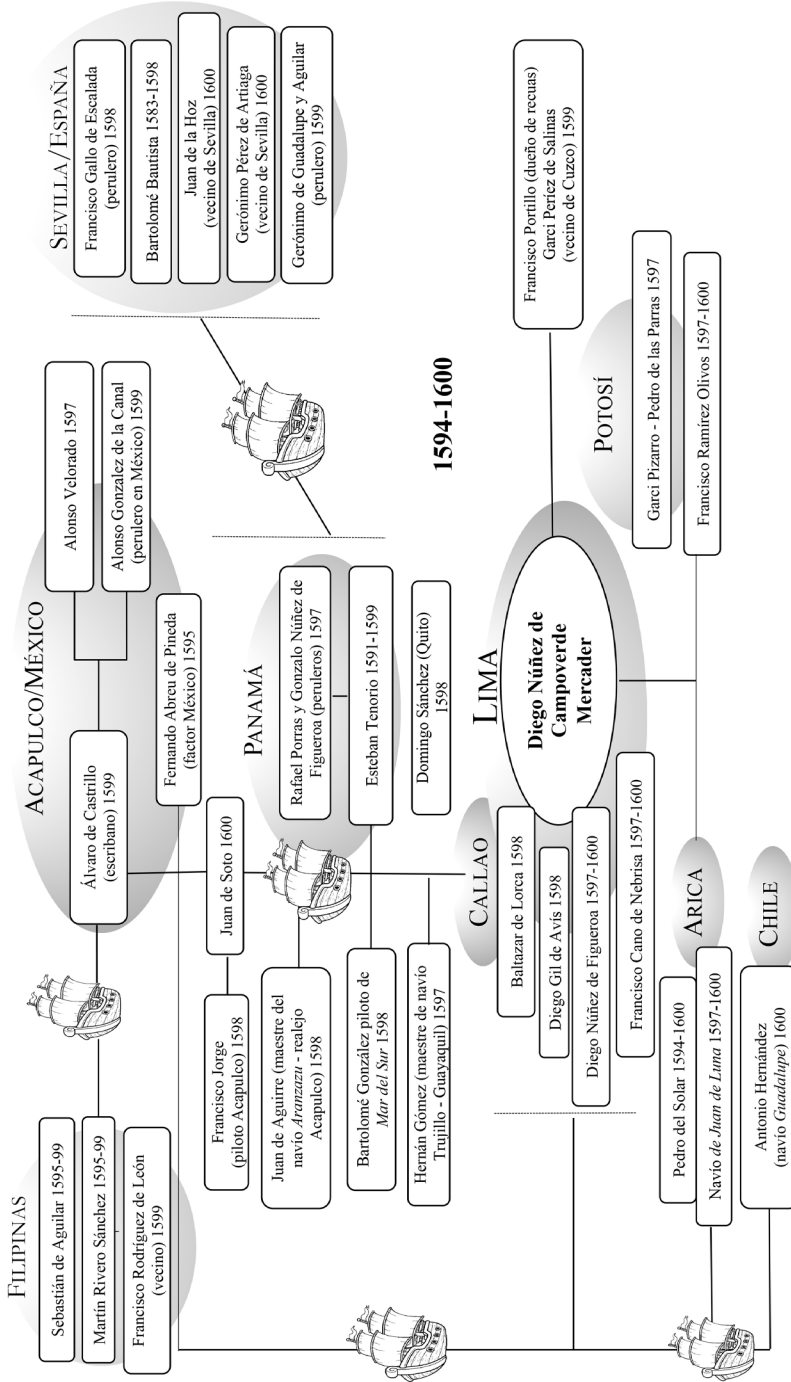 FILIPINAS
Sebastián de Aguilar 1595-99
Martín Rivero Sánchez 1595-99
Francisco Rodríguez de León
(vecino) 1599
ACAPULCO/MÉXICO
Álvaro de Castrillo
(escribano) 1599
Alonso Velorado 1597
Alonso Gonzalez de la Canal
(perulero en México) 1599
Fernando Abreu de Pineda
(factor México) 1595
SEVILLA/ESPAÑA
Francisco Gallo de Escalada
(perulero) 1598
Bartolomé Bautista 1583-1598
Juan de la Hoz
(vecino de Sevilla) 1600
Gerónimo Pérez de Artiaga
(vecino de Sevilla) 1600
Gerónimo de Guadalupe y Aguilar
(perulero) 1599
Juan de Soto 1600
Francisco Jorge
(piloto Acapulco) 1598
Juan de Aguirre (maestre del
navío Aranzazu - realejo
Acapulco) 1598
Bartolomé González piloto de
Mar del Sur 1598
Hernán Gómez (maestre de navío
Trujillo - Guayaquil) 1597
PANAMÁ
Rafael Porras y Gonzalo Núñez de
Figueroa (peruleros) 1597
Esteban Tenorio 1591-1599
Domingo Sánchez (Quito)
1598
1594-1600
CALLAO
Baltazar de Lorca 1598
Diego Gil de Avis 1598
Diego Núñez de Figueroa 1597-1600
Francisco Cano de Nebrisa 1597-1600
LIMA
Diego Núñez de
Campoverde
Mercader
Francisco Portillo (dueño de recuas)
Garci Periéz de Salinas
(vecino de Cuzco) 1599
POTOSÍ
Garci Pizarro - Pedro de las Parras 1597
Francisco Ramírez Olivos 1597-1600
ARICA
Pedro del Solar 1594-1600
Navío de Juan de Luna 1597-1600
CHILE
Antonio Hernández
(navío Guadalupe) 1600